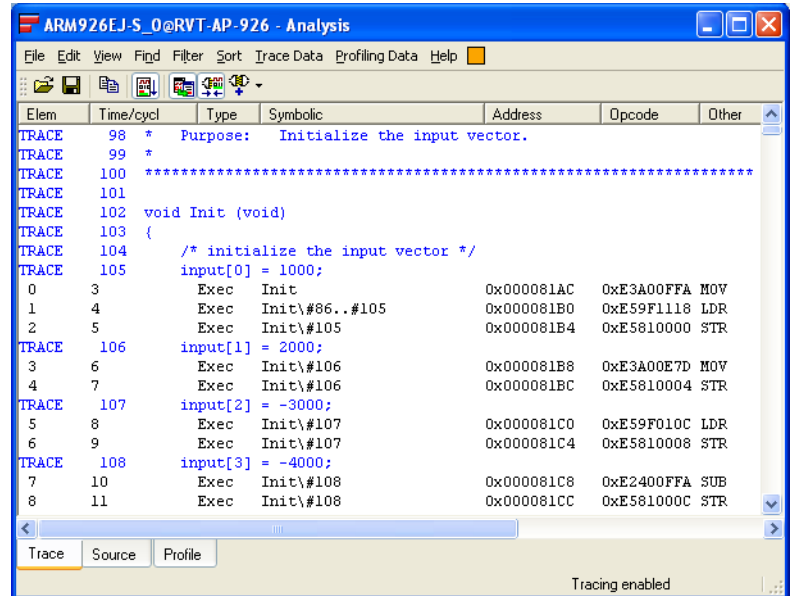 ARM926EJ-S_0@RVT-AP-926 - Analysis
File Edit View Find Filter Sort Trace Data Profiling Data Help
Elem Time/cycl Type Symbolic Address Opcode Other
TRACE 98 * Purpose: Initialize the input vector.
TRACE 99 *
TRACE 100 ********************************************************************
TRACE 101
TRACE 102 void Init (void)
TRACE 103 {
TRACE 104 /* initialize the input vector */
TRACE 105 input[0] = 1000;
0 3 Exec Init 0x000081AC 0xE3A00FFA MOV
1 4 Exec Init\#86..#105 0x000081B0 0xE59F1118 LDR
2 5 Exec Init\#105 0x000081B4 0xE5810000 STR
TRACE 106 input[1] = 2000;
3 6 Exec Init\#106 0x000081B8 0xE3A00E7D MOV
4 7 Exec Init\#106 0x000081BC 0xE5810004 STR
TRACE 107 input[2] = -3000;
5 8 Exec Init\#107 0x000081C0 0xE59F010C LDR
6 9 Exec Init\#107 0x000081C4 0xE5810008 STR
TRACE 108 input[3] = -4000;
7 10 Exec Init\#108 0x000081C8 0xE2400FFA SUB
8 11 Exec Init\#108 0x000081CC 0xE581000C STR
Trace Source Profile
Tracing enabled